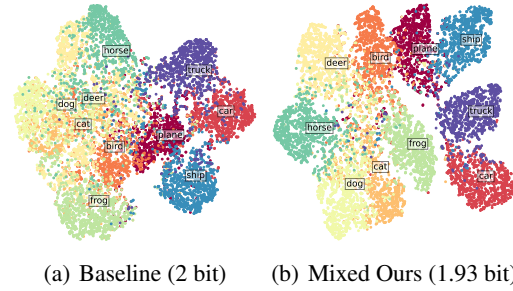 horse
truck
dog
deer
cat
car
plane
bird
ship
frog
ship
plane
bird
deer
truck
horse
frog
cat
dog
car
(a) Baseline (2 bit)
(b) Mixed Ours (1.93 bit)